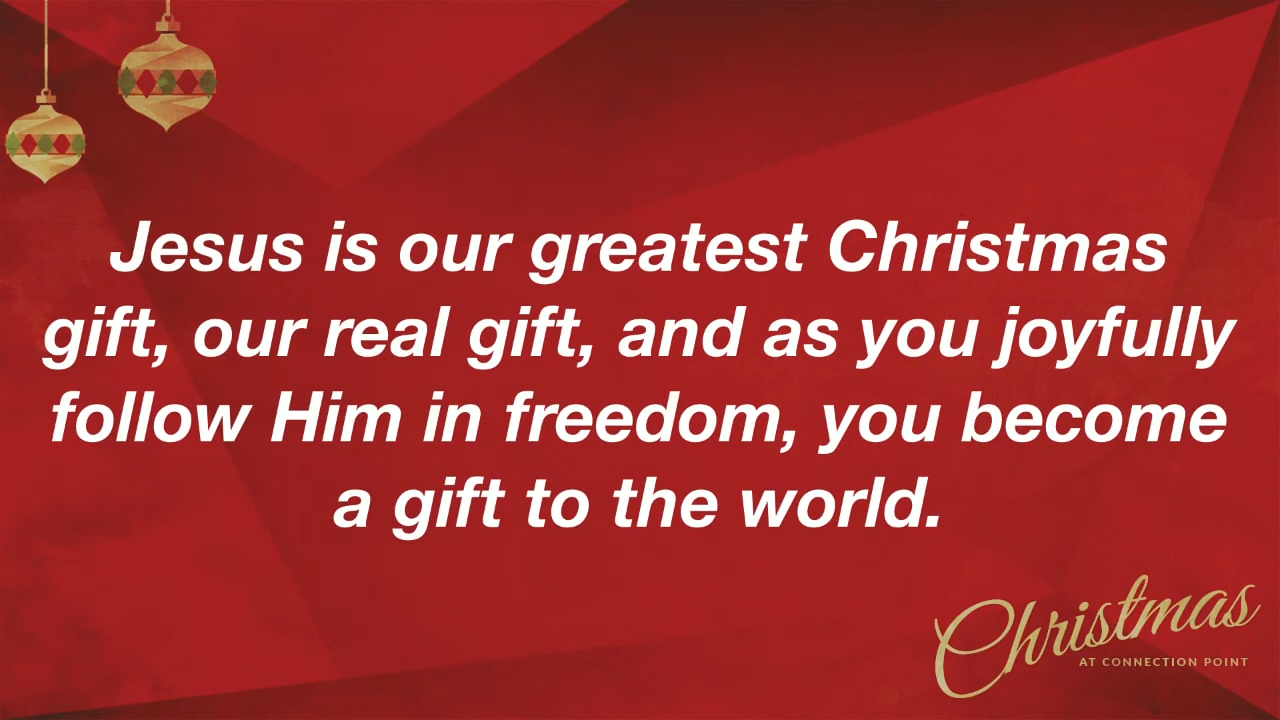 Jesus is our greatest Christmas
gift, our real gift, and as you joyfully
follow Him in freedom, you become
a gift to the world.
Christmas
AT CONNECTION POINT